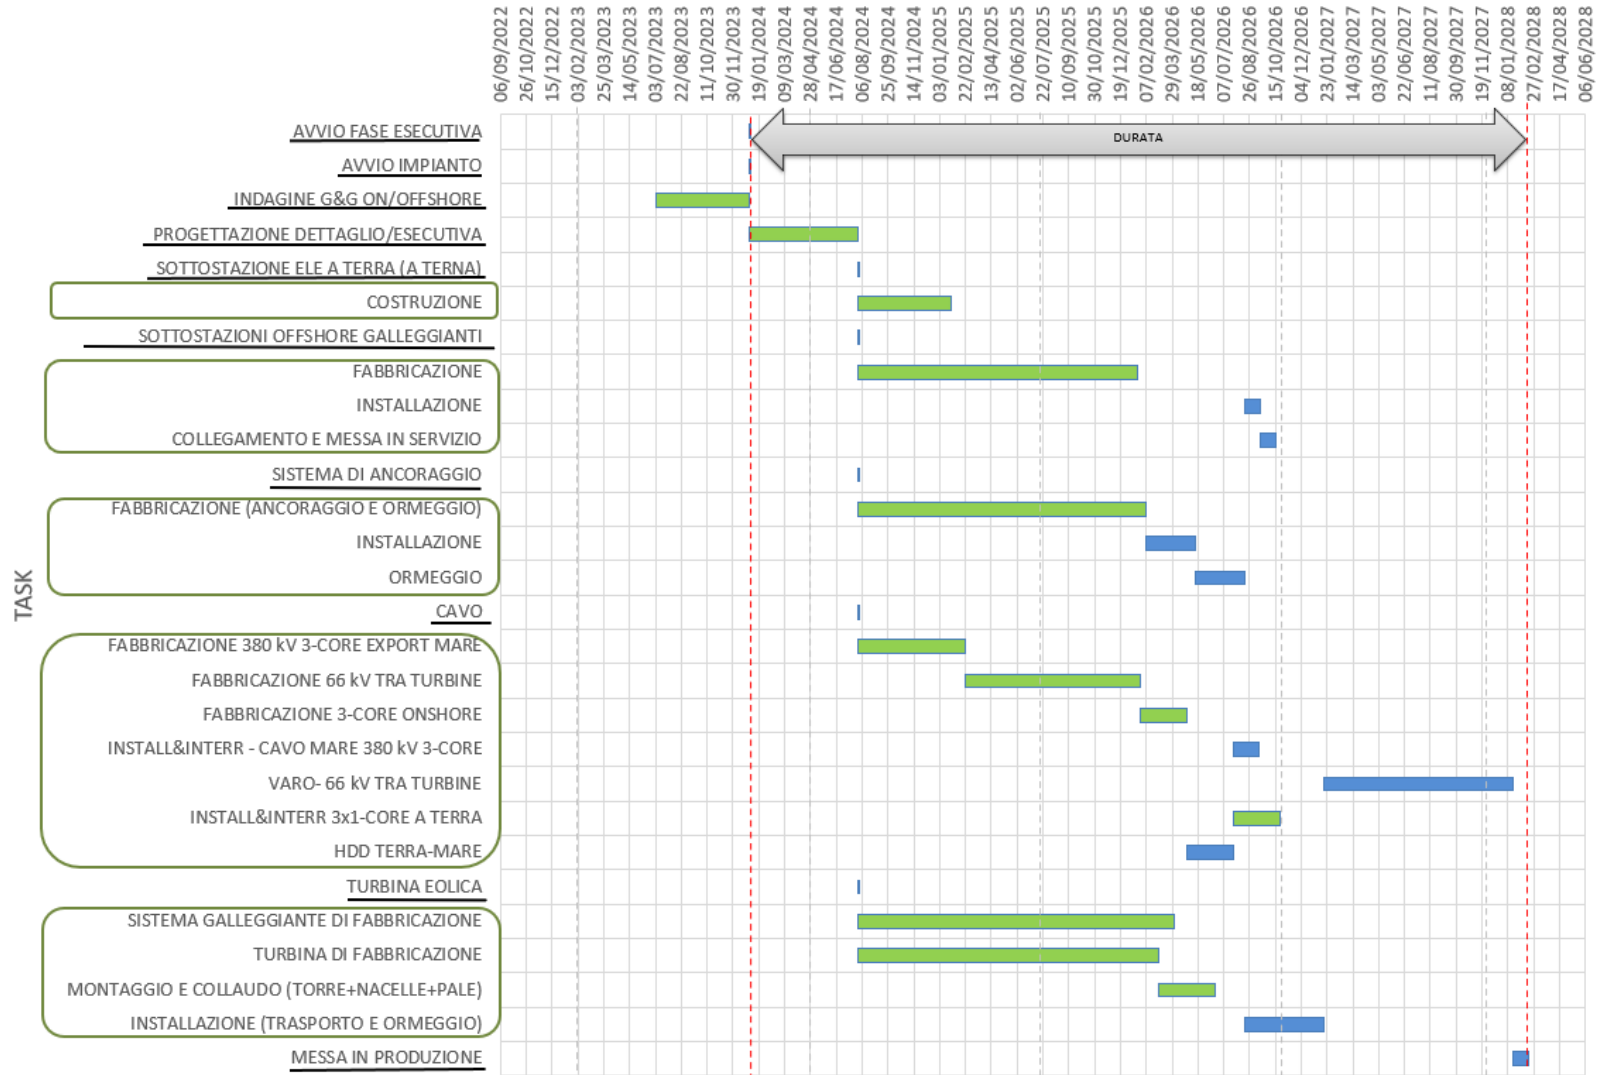 06/09/2022
26/10/2022
15/12/2022
03/02/2023
25/03/2023
14/05/2023
03/07/2023
22/08/2023
11/10/2023
30/11/2023
19/01/2024
09/03/2024
28/04/2024
17/06/2024
06/08/2024
25/09/2024
14/11/2024
03/01/2025
22/02/2025
13/04/2025
02/06/2025
22/07/2025
10/09/2025
30/10/2025
19/12/2025
07/02/2026
29/03/2026
18/05/2026
07/07/2026
26/08/2026
15/10/2026
04/12/2026
23/01/2027
14/03/2027
03/05/2027
22/06/2027
11/08/2027
30/09/2027
19/11/2027
08/01/2028
27/02/2028
17/04/2028
06/06/2028
AVVIO FASE ESECUTIVA
DURATA
AVVIO IMPIANTO
INDAGINE G&G ON/OFFSHORE
PROGETTAZIONE DETTAGLIO/ESECUTIVA
SOTTOSTAZIONE ELE A TERRA (A TERNA)
COSTRUZIONE
SOTTOSTAZIONI OFFSHORE GALLEGGIANTI
FABBRICAZIONE
INSTALLAZIONE
COLLEGAMENTO E MESSA IN SERVIZIO
SISTEMA DI ANCORAGGIO
FABBRICAZIONE (ANCORAGGIO E ORMEGGIO)
INSTALLAZIONE
ORMEGGIO
TASK
CAVO
FABBRICAZIONE 380 kV 3-CORE EXPORT MARE
FABBRICAZIONE 66 kV TRA TURBINE
FABBRICAZIONE 3-CORE ONSHORE
INSTALL&INTERR - CAVO MARE 380 kV 3-CORE
VARO- 66 kV TRA TURBINE
INSTALL&INTERR 3x1-CORE A TERRA
HDD TERRA-MARE
TURBINA EOLICA
SISTEMA GALLEGGIANTE DI FABBRICAZIONE
TURBINA DI FABBRICAZIONE
MONTAGGIO E COLLAUDO (TORRE+NACELLE+PALE)
INSTALLAZIONE (TRASPORTO E ORMEGGIO)
MESSA IN PRODUZIONE